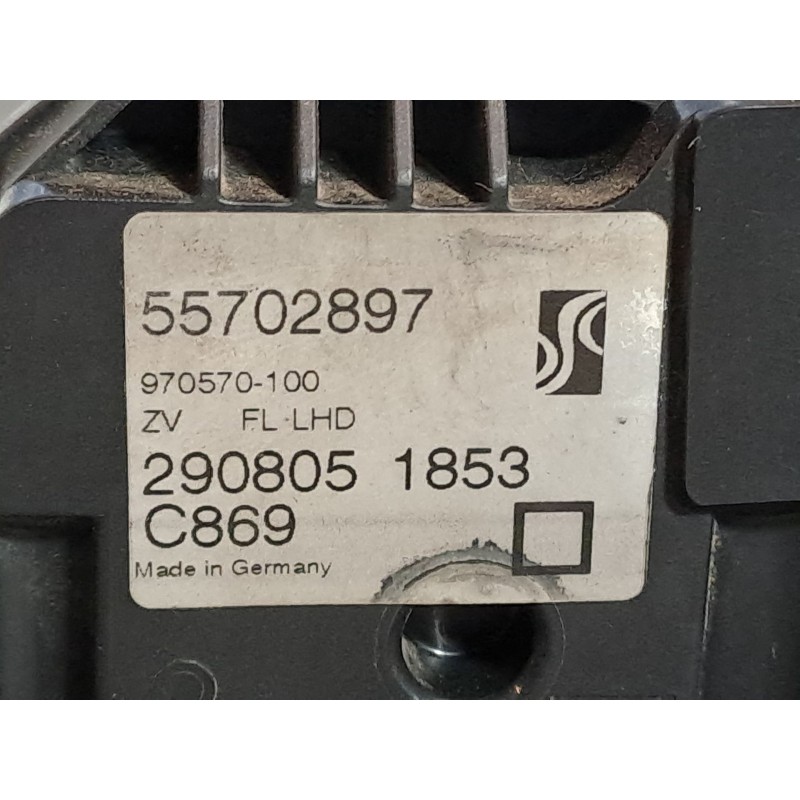 55702897
970570-100
ZV FL-LHD
290805 1853
C869
Made in Germany